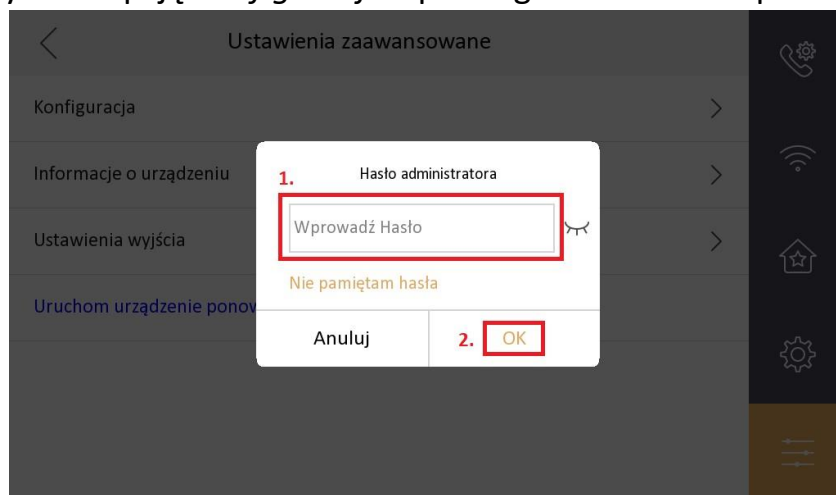 Ustawienia zaawansowane
Konfiguracja
Informacje o urządzeniu
Ustawienia wyjścia
Uruchom urządzenie
1. Hasło administratora
Wprowadź Hasło
Nie pamiętam hasła
Anuluj
2. OK